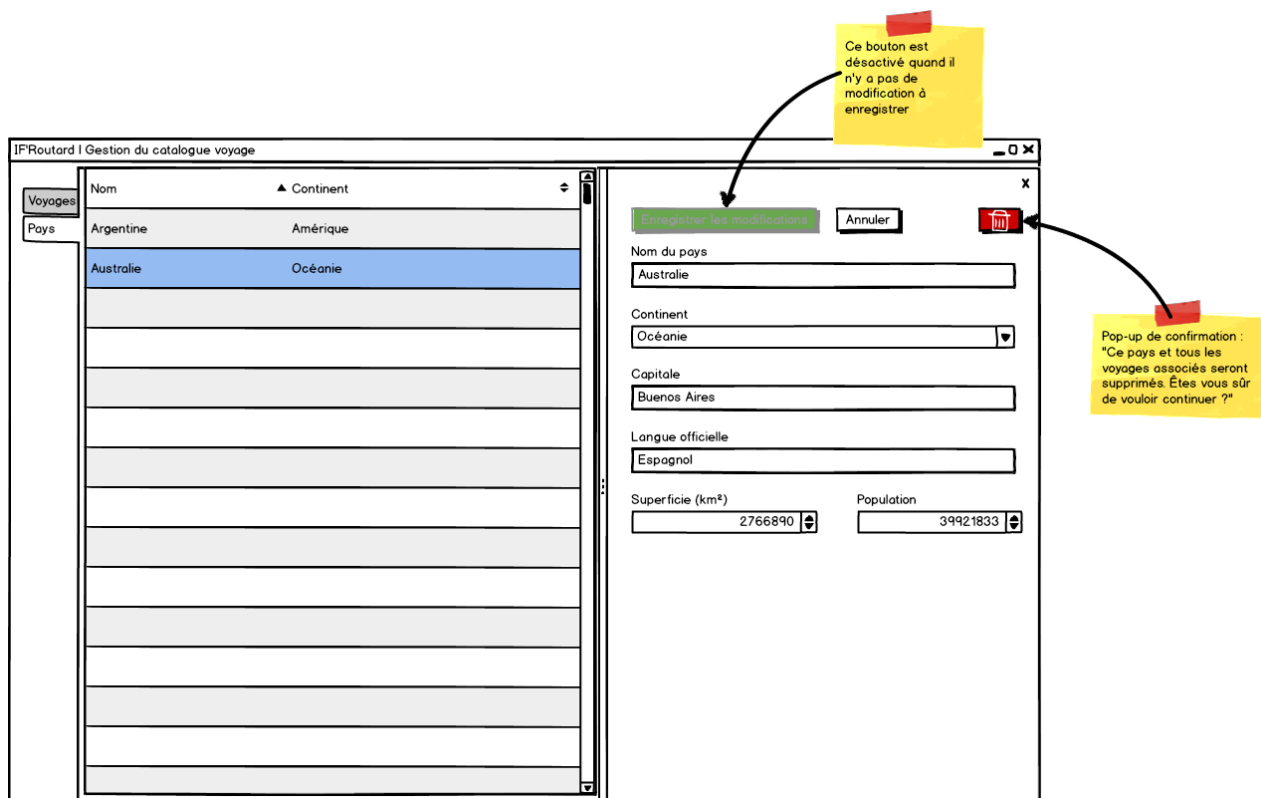 Ce bouton est
désactivé quand il
n'y a pas de
modification à
enregistrer
IF'Routard | Gestion du catalogue voyage
Voyages
Pays
Nom Continent
Argentine Amérique
Australie Océanie
x
Enregistrer les modifications Annuler
Nom du pays
Australie
Continent
Océanie
Capitale
Buenos Aires
Langue officielle
Espagnol
Superficie (km²) Population
2766890 39921833
Pop-up de confirmation :
"Ce pays et tous les
voyages associés seront
supprimés. Êtes vous sûr
de vouloir continuer ?"